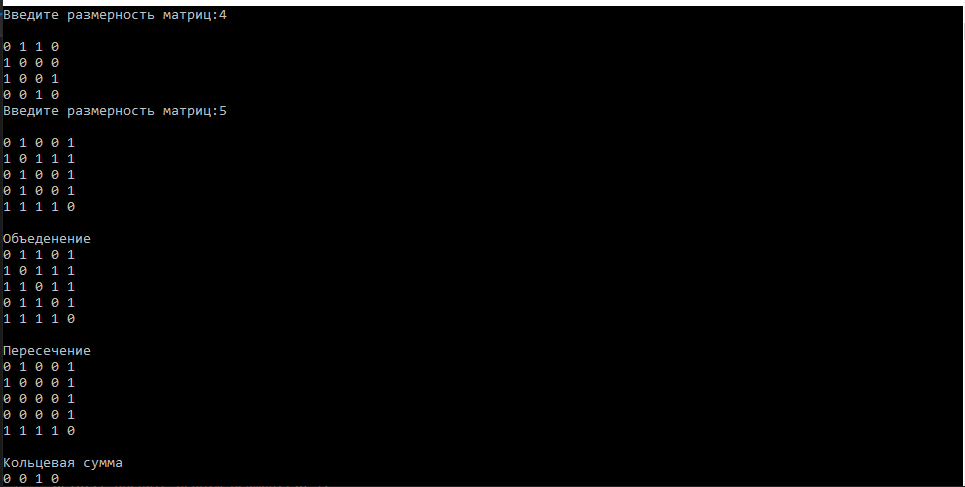 Введите размерность матриц:4
0 1 1 0
1 0 0 0
1 0 0 1
0 0 1 0
Введите размерность матриц:5
0 1 0 0 1
1 0 1 1 1
0 1 0 0 1
0 1 0 0 1
1 1 1 1 0
Объеденение
0 1 1 0 1
1 0 1 1 1
1 1 0 1 1
0 1 1 0 1
1 1 1 1 0
Пересечение
0 1 0 0 1
1 0 0 0 1
0 0 0 0 1
0 0 0 0 1
1 1 1 1 0
Кольцевая сумма
0 0 1 0